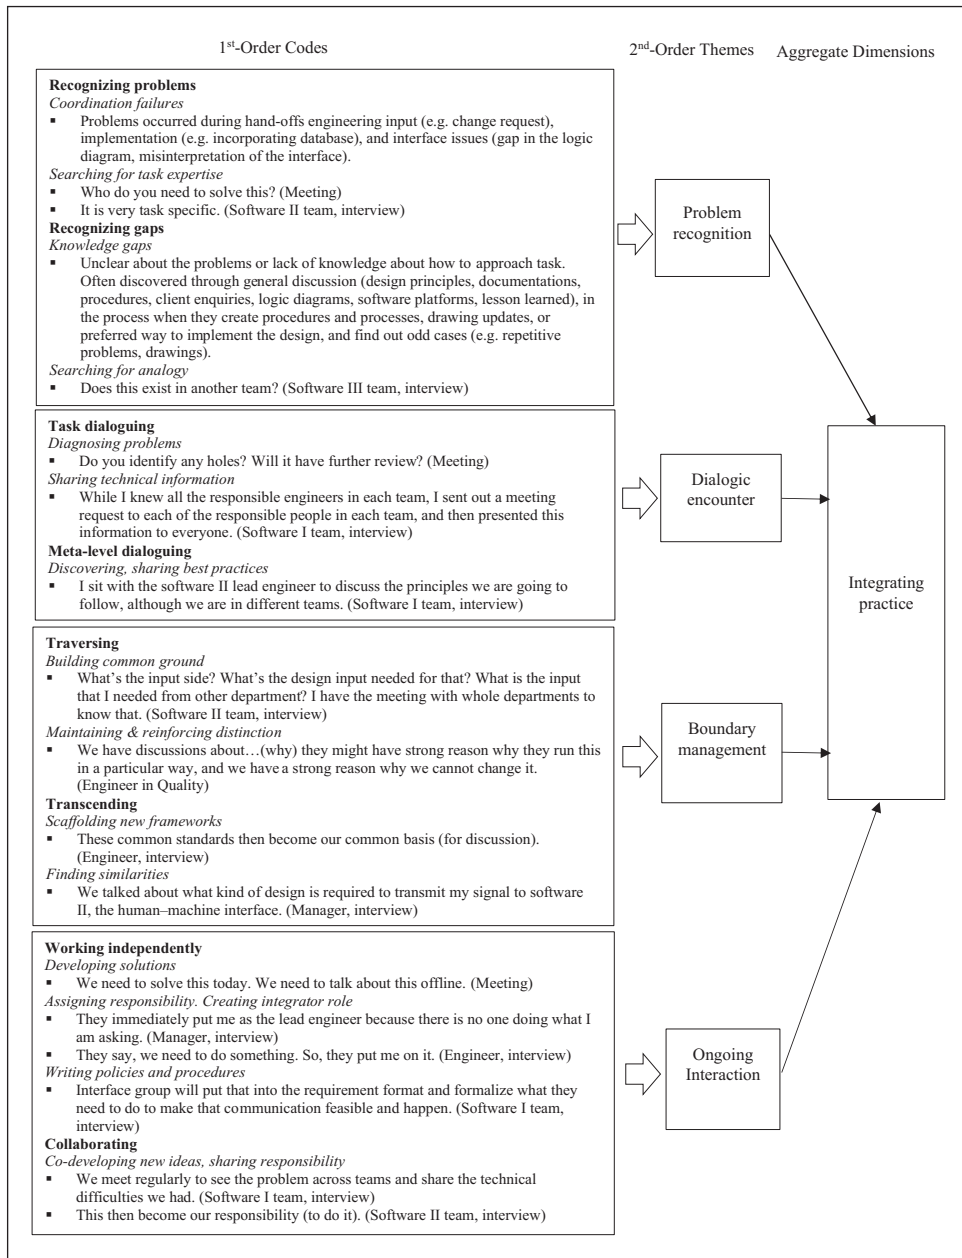 1st-Order Codes
2nd-Order Themes
Aggregate Dimensions
Recognizing problems
Coordination failures
▪ Problems occurred during hand-offs engineering input (e.g. change request),
implementation (e.g. incorporating database), and interface issues (gap in the logic
diagram, misinterpretation of the interface).
Searching for task expertise
▪ Who do you need to solve this? (Meeting)
▪ It is very task specific. (Software II team, interview)
Recognizing gaps
Knowledge gaps
▪ Unclear about the problems or lack of knowledge about how to approach task.
Often discovered through general discussion (design principles, documentations,
procedures, client enquiries, logic diagrams, software platforms, lesson learned), in
the process when they create procedures and processes, drawing updates, or
preferred way to implement the design, and find out odd cases (e.g. repetitive
problems, drawings).
Searching for analogy
▪ Does this exist in another team? (Software III team, interview)
Problem
recognition
Task dialoguing
Diagnosing problems
▪ Do you identify any holes? Will it have further review? (Meeting)
Sharing technical information
▪ While I knew all the responsible engineers in each team, I sent out a meeting
request to each of the responsible people in each team, and then presented this
information to everyone. (Software I team, interview)
Meta-level dialoguing
Discovering, sharing best practices
▪ I sit with the software II lead engineer to discuss the principles we are going to
follow, although we are in different teams. (Software I team, interview)
Dialogic
encounter
Integrating
practice
Traversing
Building common ground
▪ What's the input side? What's the design input needed for that? What is the input
that I needed from other department? I have the meeting with whole departments to
know that. (Software II team, interview)
Maintaining & reinforcing distinction
▪ We have discussions about…(why) they might have strong reason why they run this
in a particular way, and we have a strong reason why we cannot change it.
(Engineer in Quality)
Transcending
Scaffolding new frameworks
▪ These common standards then become our common basis (for discussion).
(Engineer, interview)
Finding similarities
▪ We talked about what kind of design is required to transmit my signal to software
II, the human–machine interface. (Manager, interview)
Boundary
management
Working independently
Developing solutions
▪ We need to solve this today. We need to talk about this offline. (Meeting)
Assigning responsibility. Creating integrator role
▪ They immediately put me as the lead engineer because there is no one doing what I
am asking. (Manager, interview)
▪ They say, we need to do something. So, they put me on it. (Engineer, interview)
Writing policies and procedures
▪ Interface group will put that into the requirement format and formalize what they
need to do to make that communication feasible and happen. (Software I team,
interview)
Collaborating
Co-developing new ideas, sharing responsibility
▪ We meet regularly to see the problem across teams and share the technical
difficulties we had. (Software I team, interview)
▪ This then become our responsibility (to do it). (Software II team, interview)
Ongoing
Interaction